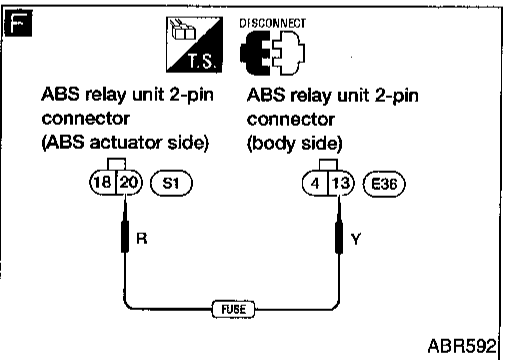 F
T.S.
DISCONNECT
ABS relay unit 2-pin
connector
(ABS actuator side)
ABS relay unit 2-pin
connector
(body side)
18 20 S1
4 13 E36
R
Y
FUSE
ABR592